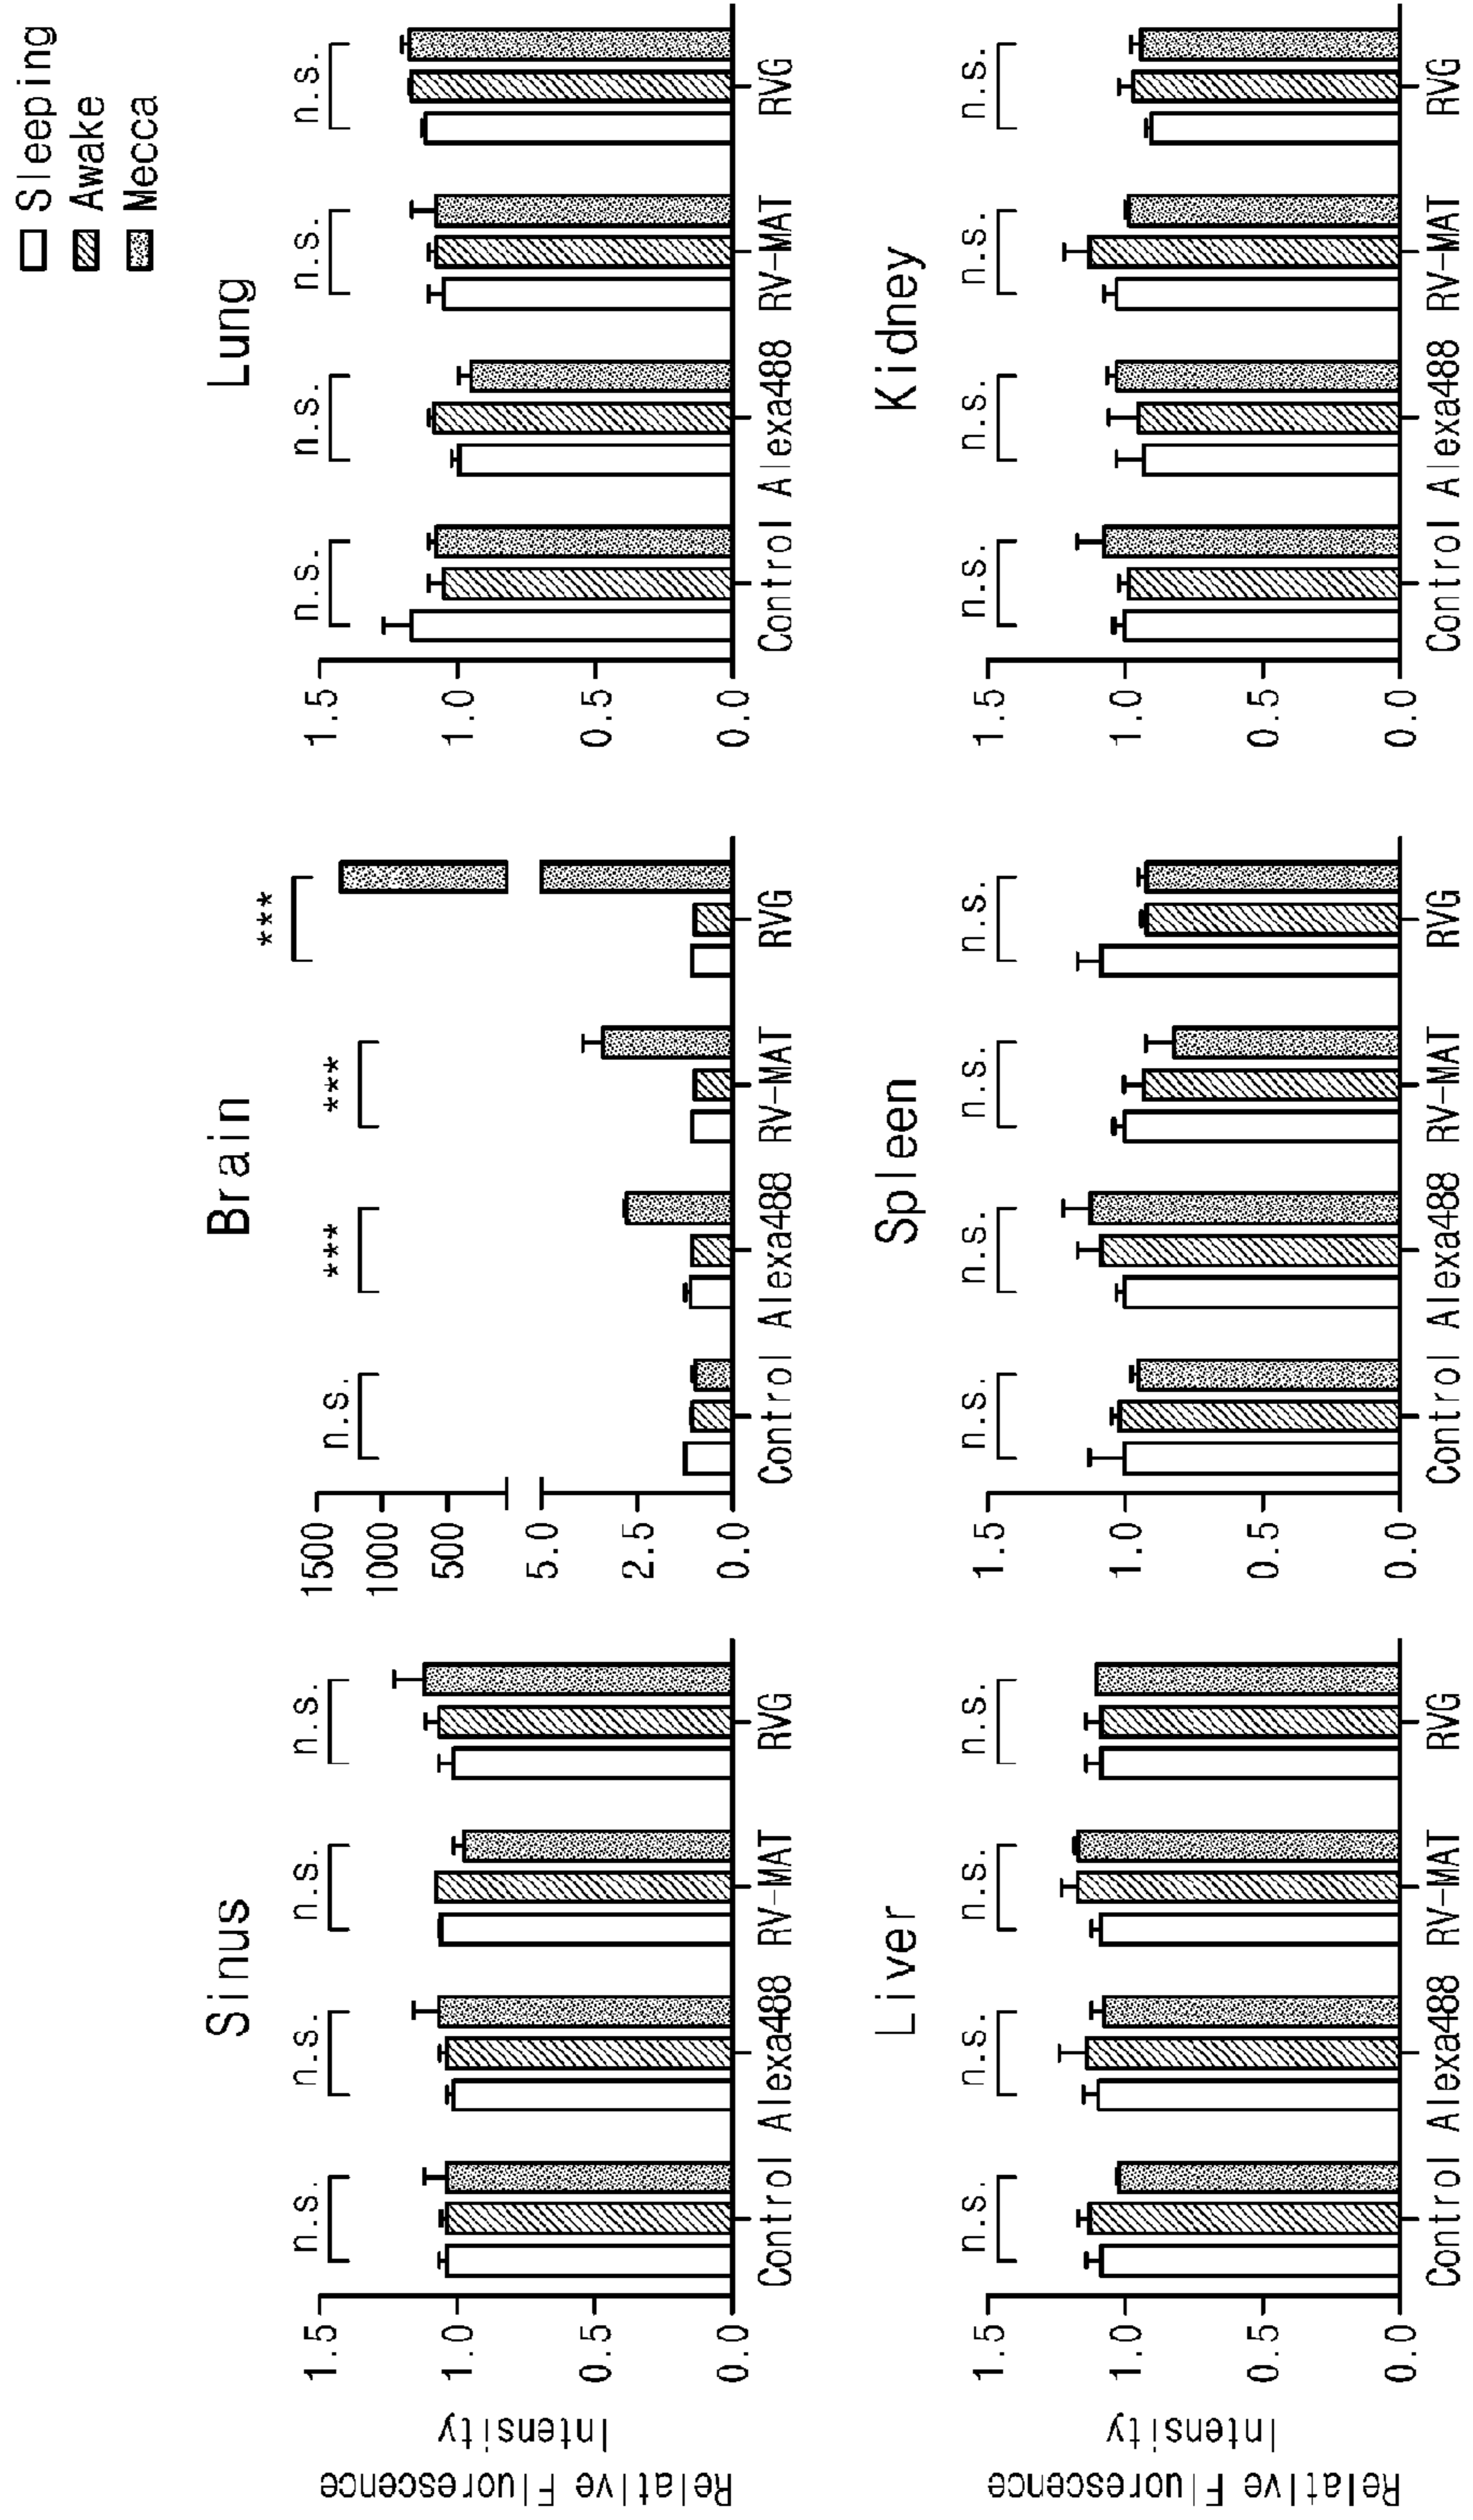 Sleeping
Awake
Mecca
Sinus
Brain
Lung
Relative Fluorescence
Intensity
1.5
1.0
0.5
0.0
n.s.
n.s.
n.s.
n.s.
Control Alexa488 RV-MAT RVG
1500
1000
500
5.0
2.5
0.0
n.s.
***
***
***
Control Alexa488 RV-MAT RVG
1.5
1.0
0.5
0.0
n.s.
n.s.
n.s.
n.s.
Control Alexa488 RV-MAT RVG
Liver
Spleen
Kidney
Relative Fluorescence
Intensity
1.5
1.0
0.5
0.0
n.s.
n.s.
n.s.
n.s.
Control Alexa488 RV-MAT RVG
1.5
1.0
0.5
0.0
n.s.
n.s.
n.s.
n.s.
Control Alexa488 RV-MAT RVG
1.5
1.0
0.5
0.0
n.s.
n.s.
n.s.
n.s.
Control Alexa488 RV-MAT RVG